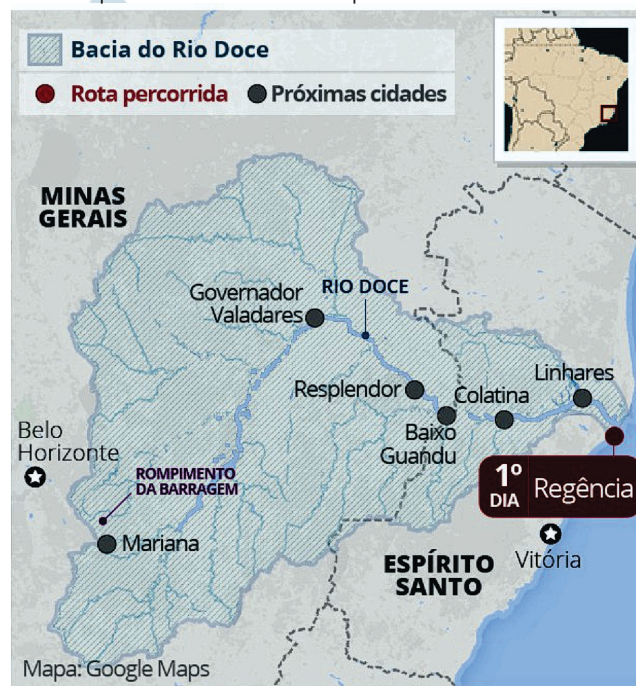 Bacia do Rio Doce
Rota percorrida
Próximas cidades
MINAS
GERAIS
Governador
Valadares
RIO DOCE
Resplendor
Colatina
Linhares
Baixo
Guandu
Belo
Horizonte
ROMPIMENTO
DA BARRAGEM
Mariana
1º
DIA
Regência
ESPÍRITO
SANTO
Vitória
Mapa: Google Maps